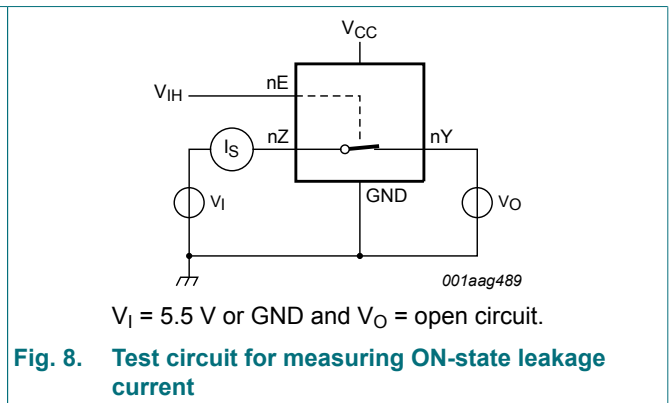 VCC
nE
VIH
IS
nZ
nY
GND
VI
VO
001aag489
VI = 5.5 V or GND and VO = open circuit.
Fig. 8. Test circuit for measuring ON-state leakage
current